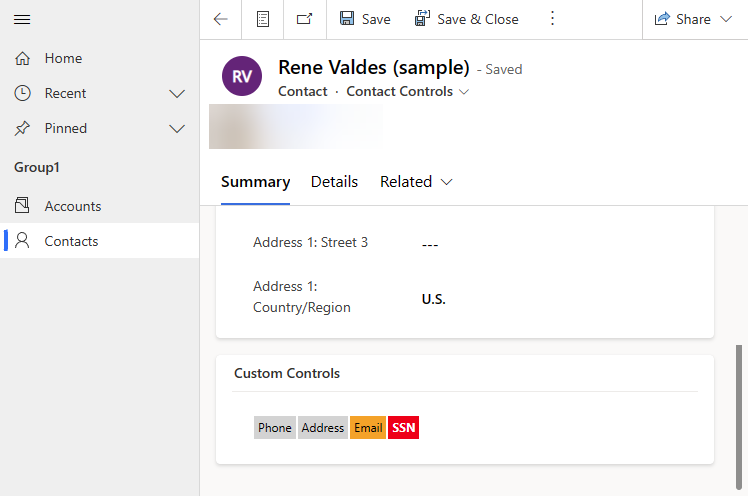 Home
Recent
Pinned
Group1
Accounts
Contacts
Save
Save & Close
Share
RV
Rene Valdes (sample) - Saved
Contact · Contact Controls
Summary
Details
Related
Address 1: Street 3
---
Address 1:
Country/Region
U.S.
Custom Controls
Phone
Address
Email
SSN